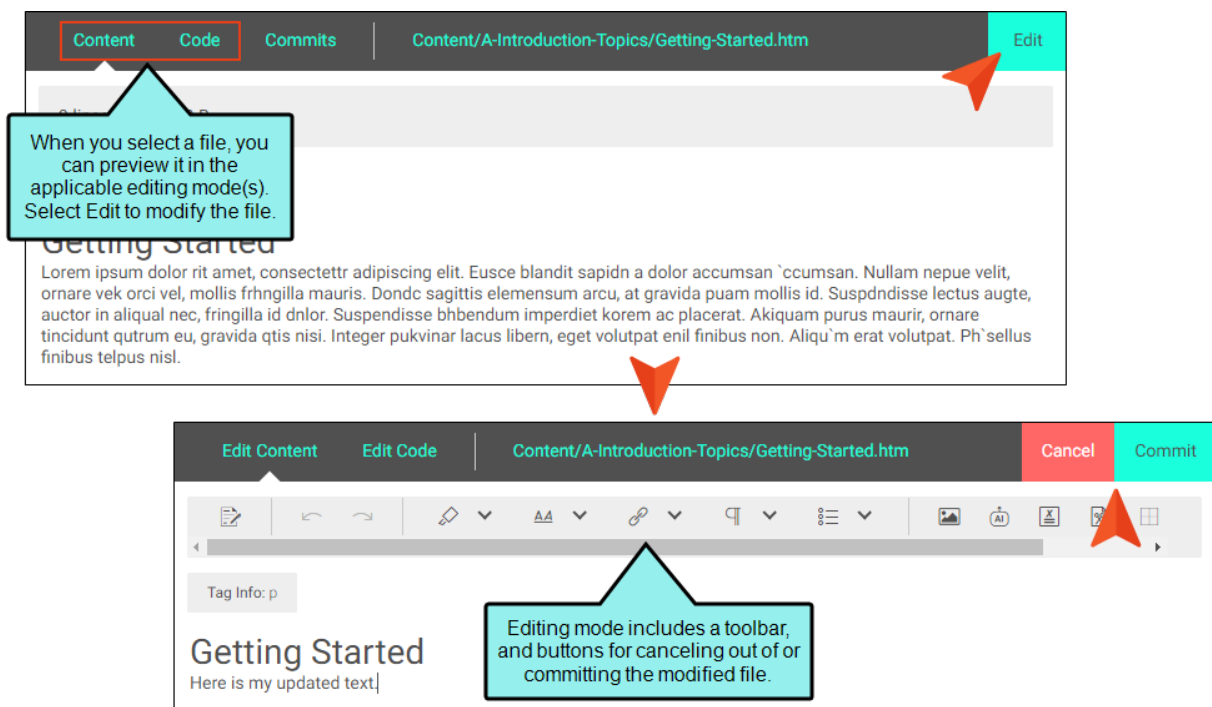 Content Code Commits Content/A-Introduction-Topics/Getting-Started.htm Edit
When you select a file, you
can preview it in the
applicable editing mode(s).
Select Edit to modify the file.
Getting Started
Lorem ipsum dolor rit amet, consectettr adipiscing elit. Eusce blandit sapidn a dolor accumsan `ccumsan. Nullam nepue velit,
ornare vek orci vel, mollis frhngilla mauris. Dondc sagittis elemensum arcu, at gravida puam mollis id. Suspdndisse lectus augte,
auctor in aliqual nec, fringilla id dnlor. Suspendisse bhbendum imperdiet korem ac placerat. Akiquam purus maurir, ornare
tincidunt qutrum eu, gravida qtis nisi. Integer pukvinar lacus libern, eget volutpat enil finibus non. Aliqu`m erat volutpat. Ph`sellus
finibus telpus nisl.
Edit Content Edit Code Content/A-Introduction-Topics/Getting-Started.htm Cancel Commit
AA AI X %
Tag Info: p
Editing mode includes a toolbar,
and buttons for canceling out of or
committing the modified file.
Getting Started
Here is my updated text.